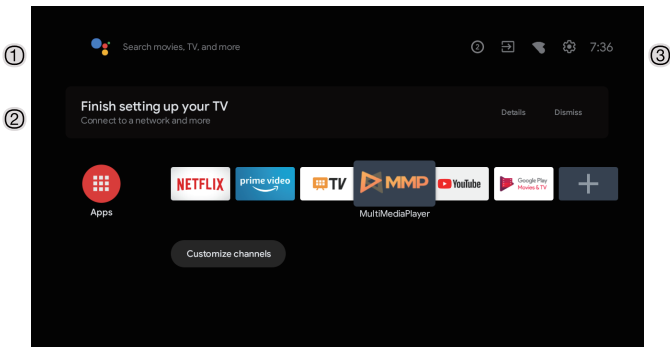 ①
Search movies, TV, and more
2
7:36
③
②
Finish setting up your TV
Connect to a network and more
Details
Dismiss
NETFLIX
prime video
TV
MMP
YouTube
Google Play
Movies & TV
Apps
MultiMediaPlayer
Customize channels